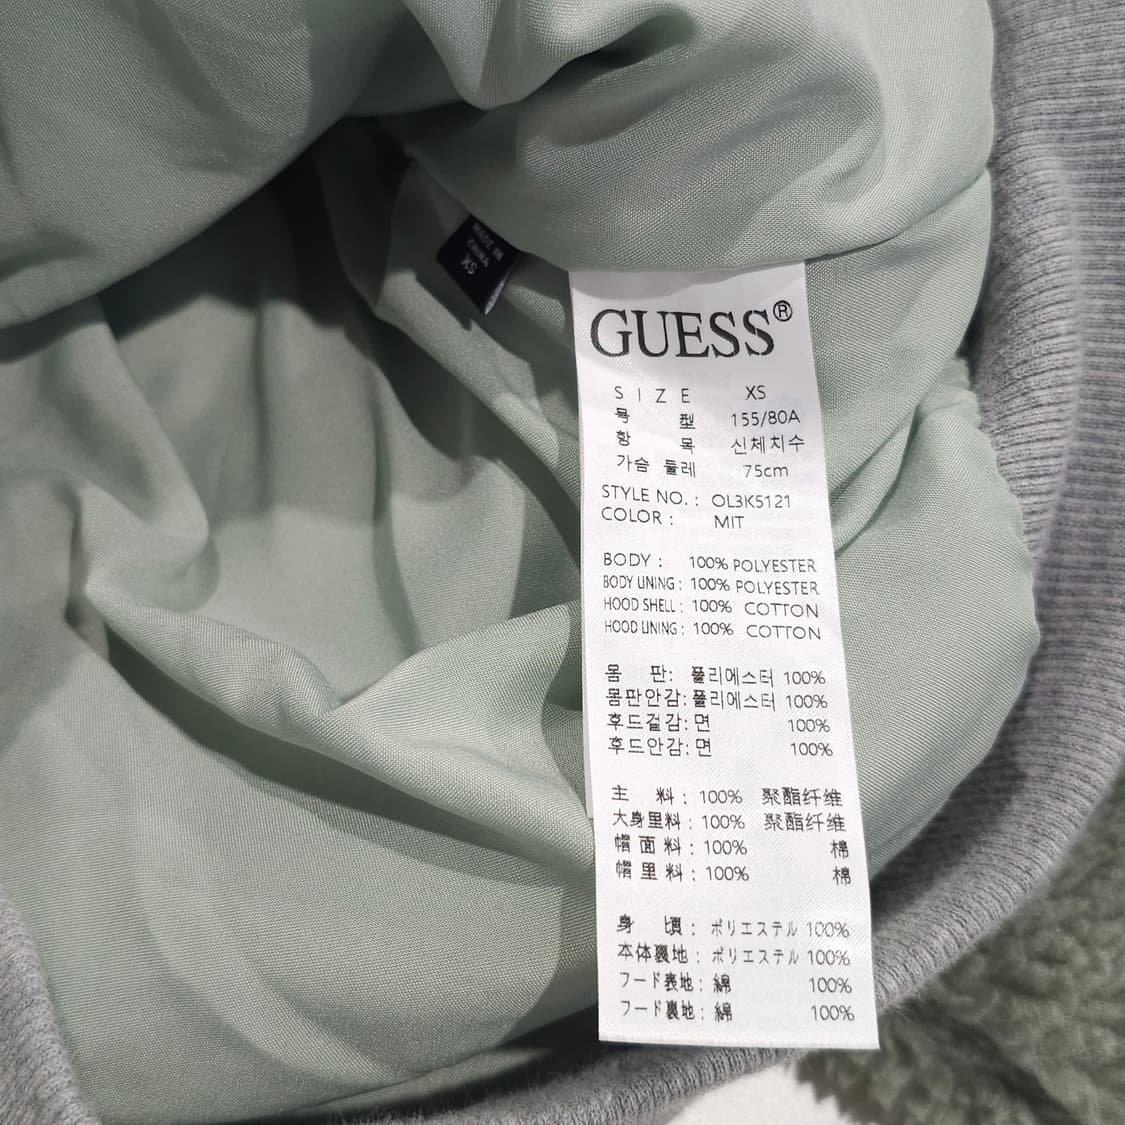 MADE IN
CHINA
XS
GUESS®
SIZE XS
号 型 155/80A
항 목 신체치수
가슴 둘레 75cm
STYLE NO. : OL3K5121
COLOR : MIT
BODY : 100% POLYESTER
BODY LINING : 100% POLYESTER
HOOD SHELL : 100% COTTON
HOOD LINING : 100% COTTON
몸 판: 폴리에스터 100%
몸판안감: 폴리에스터 100%
후드겉감: 면 100%
후드안감: 면 100%
主 料 : 100% 聚酯纤维
大身里料 : 100% 聚酯纤维
帽面料 : 100% 棉
帽里料 : 100% 棉
身 頃 : ポリエステル 100%
本体裏地 : ポリエステル 100%
フード表地 : 綿 100%
フード裏地 : 綿 100%